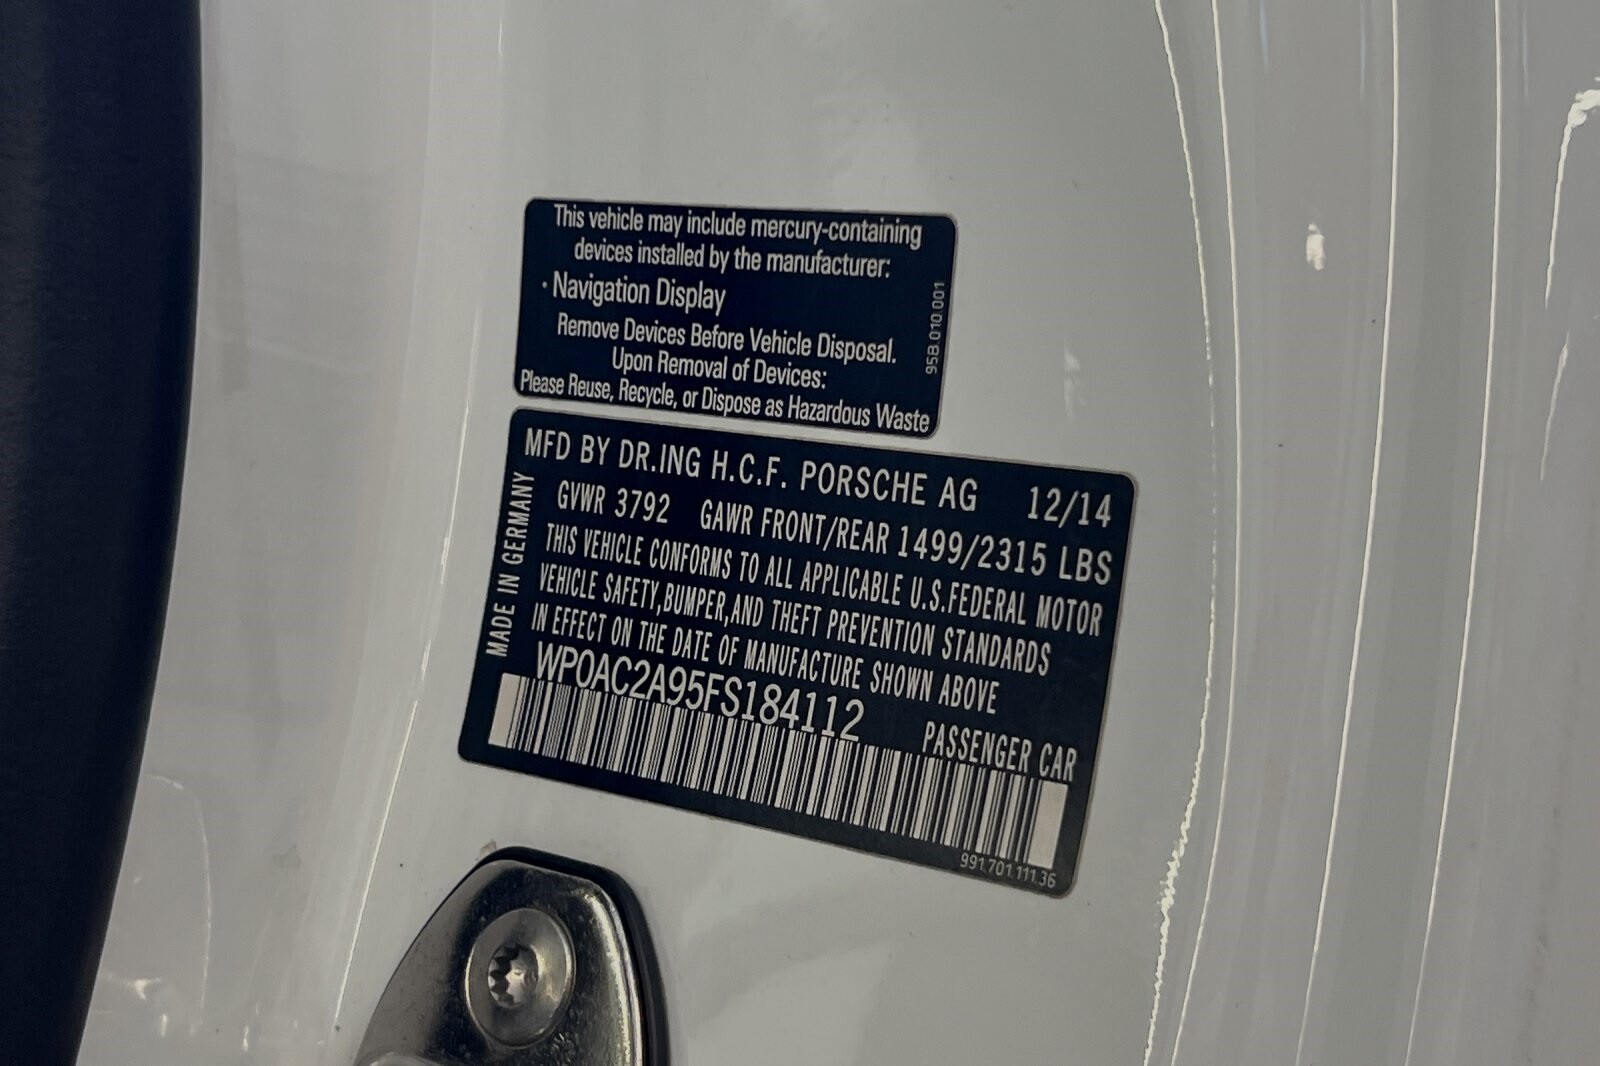 This vehicle may include mercury-containing
devices installed by the manufacturer:
· Navigation Display
Remove Devices Before Vehicle Disposal.
Upon Removal of Devices:
Please Reuse, Recycle, or Dispose as Hazardous Waste
95B.010.001
MFD BY DR.ING H.C.F. PORSCHE AG 12/14
GVWR 3792 GAWR FRONT/REAR 1499/2315 LBS
THIS VEHICLE CONFORMS TO ALL APPLICABLE U.S.FEDERAL MOTOR
VEHICLE SAFETY,BUMPER,AND THEFT PREVENTION STANDARDS
IN EFFECT ON THE DATE OF MANUFACTURE SHOWN ABOVE
WP0AC2A95FS184112 PASSENGER CAR
MADE IN GERMANY
991.701.111.36